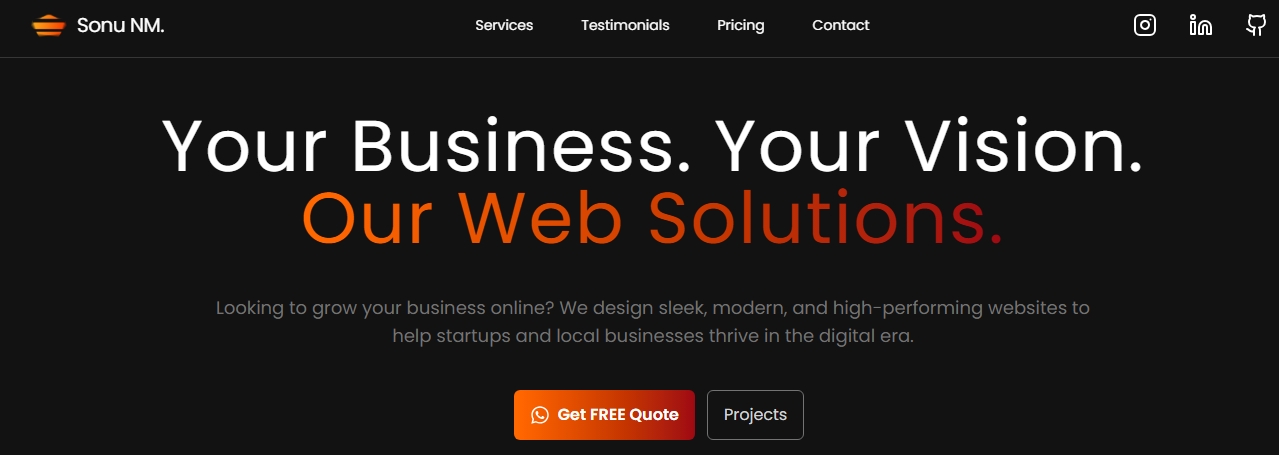 Sonu NM.
Services Testimonials Pricing Contact
Your Business. Your Vision.
Our Web Solutions.
Looking to grow your business online? We design sleek, modern, and high-performing websites to
help startups and local businesses thrive in the digital era.
Get FREE Quote
Projects